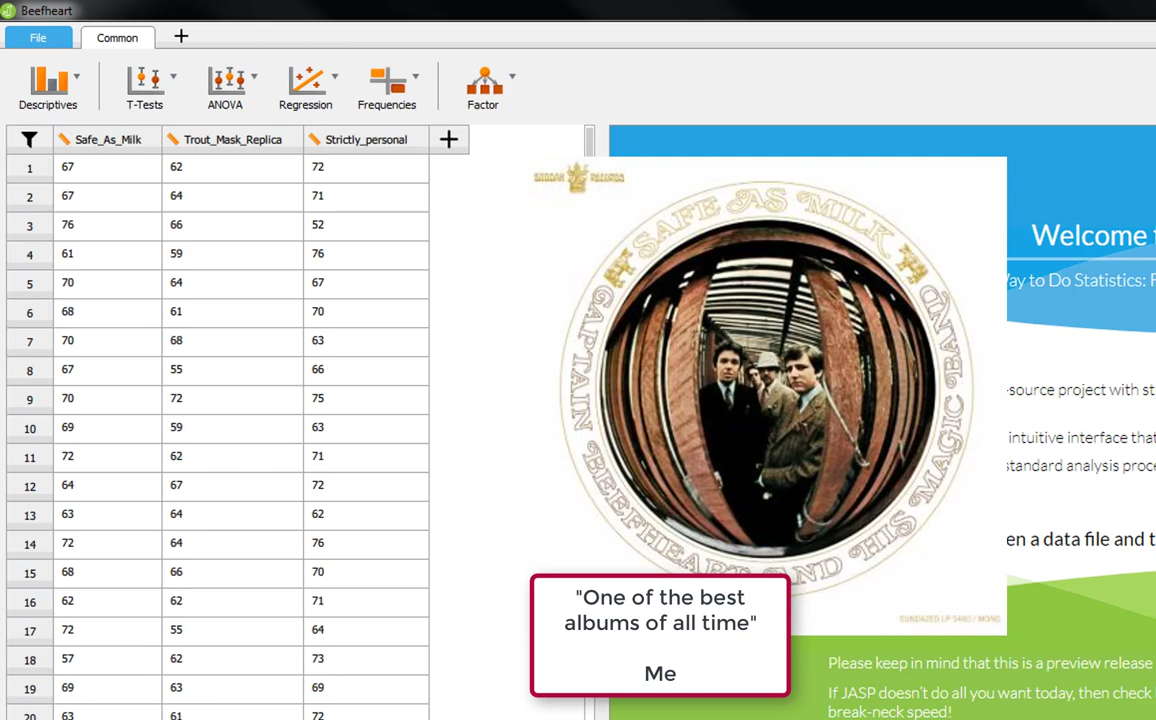 Beefheart
File
Common
+
Descriptives
T-Tests
ANOVA
Regression
Frequencies
Factor
Safe_As_Milk Trout_Mask_Replica Strictly_personal +
1 67 62 72
2 67 64 71
3 76 66 52
4 61 59 76
5 70 64 67
6 68 61 70
7 70 68 63
8 67 55 66
9 70 72 75
10 69 59 63
11 72 62 71
12 64 67 72
13 63 64 62
14 72 64 76
15 68 66 70
16 62 62 71
17 72 55 64
18 57 62 73
19 69 63 69
20 63 61 72
BUDDAH RECORDS
SAFE AS MILK
CAPTAIN BEEFHEART AND HIS MAGIC BAND
SUNDAZED LP 5460 / MONO
"One of the best
albums of all time"
Me
Welcome
Way to Do Statistics:
-source project with
intuitive interface that
standard analysis
a data file and
Please keep in mind that this is a preview release
If JASP doesn't do all you want today, then check
break-neck speed!